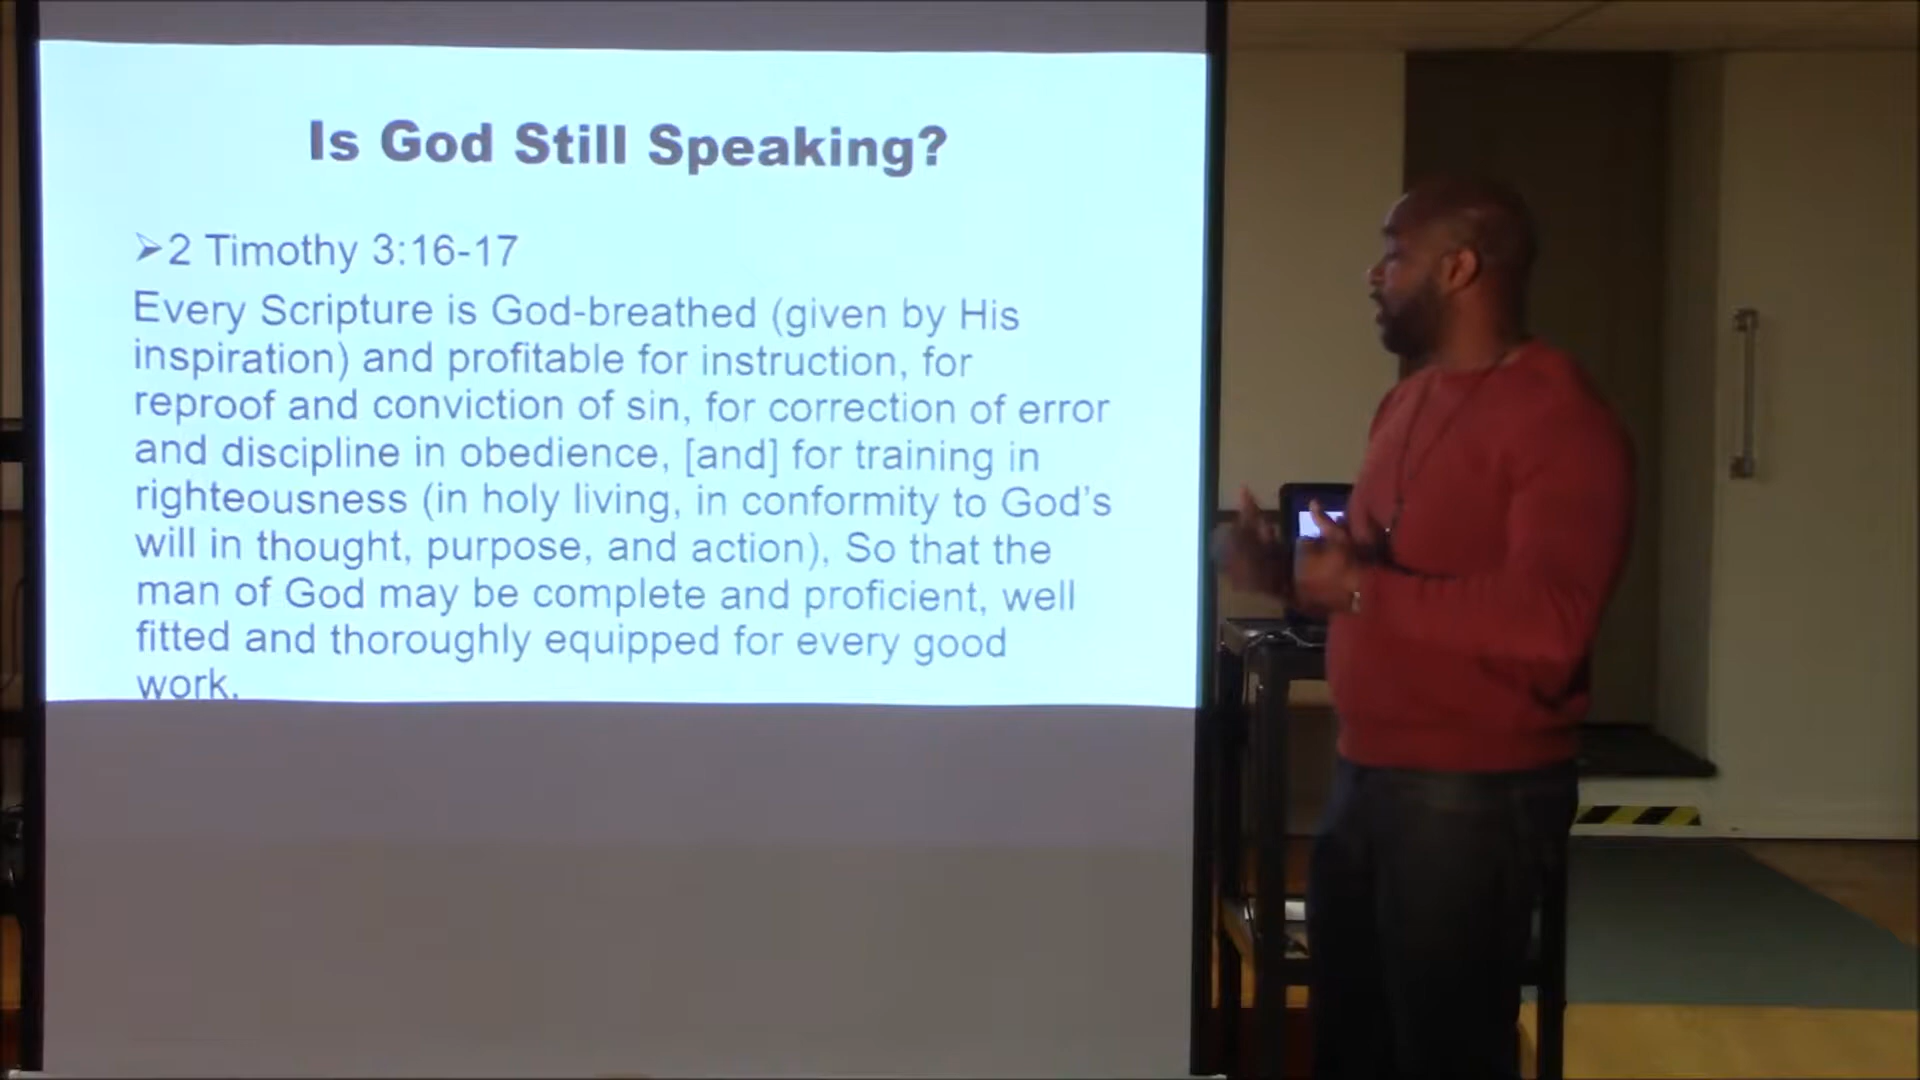 Is God Still Speaking?
➢2 Timothy 3:16-17
Every Scripture is God-breathed (given by His
inspiration) and profitable for instruction, for
reproof and conviction of sin, for correction of error
and discipline in obedience, [and] for training in
righteousness (in holy living, in conformity to God’s
will in thought, purpose, and action), So that the
man of God may be complete and proficient, well
fitted and thoroughly equipped for every good
work.